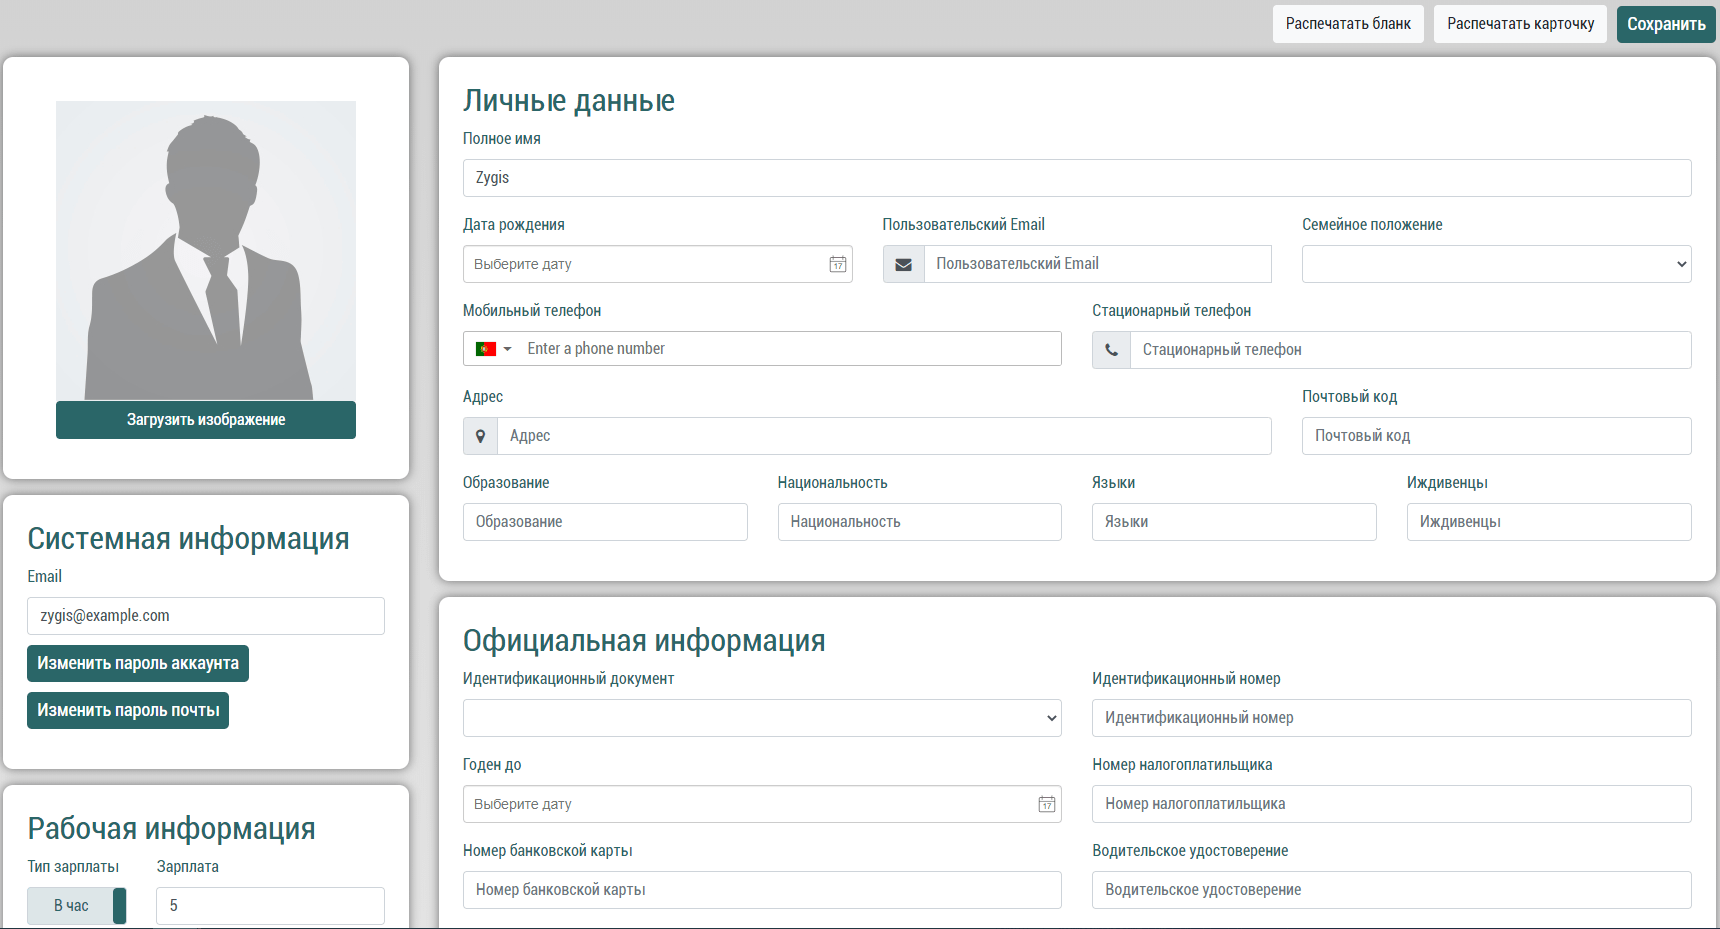 Распечатать бланк
Распечатать карточку
Сохранить
Загрузить изображение
Системная информация
Email
zygis@example.com
Изменить пароль аккаунта
Изменить пароль почты
Рабочая информация
Тип зарплаты Зарплата
В час 5
Личные данные
Полное имя
Zygis
Дата рождения Пользовательский Email Семейное положение
Выберите дату 17 Пользовательский Email
Мобильный телефон Стационарный телефон
Enter a phone number Стационарный телефон
Адрес Почтовый код
Адрес Почтовый код
Образование Национальность Языки Иждивенцы
Образование Национальность Языки Иждивенцы
Официальная информация
Идентификационный документ Идентификационный номер
Идентификационный номер
Годен до Номер налогоплатильщика
Выберите дату 17 Номер налогоплатильщика
Номер банковской карты Водительское удостоверение
Номер банковской карты Водительское удостоверение